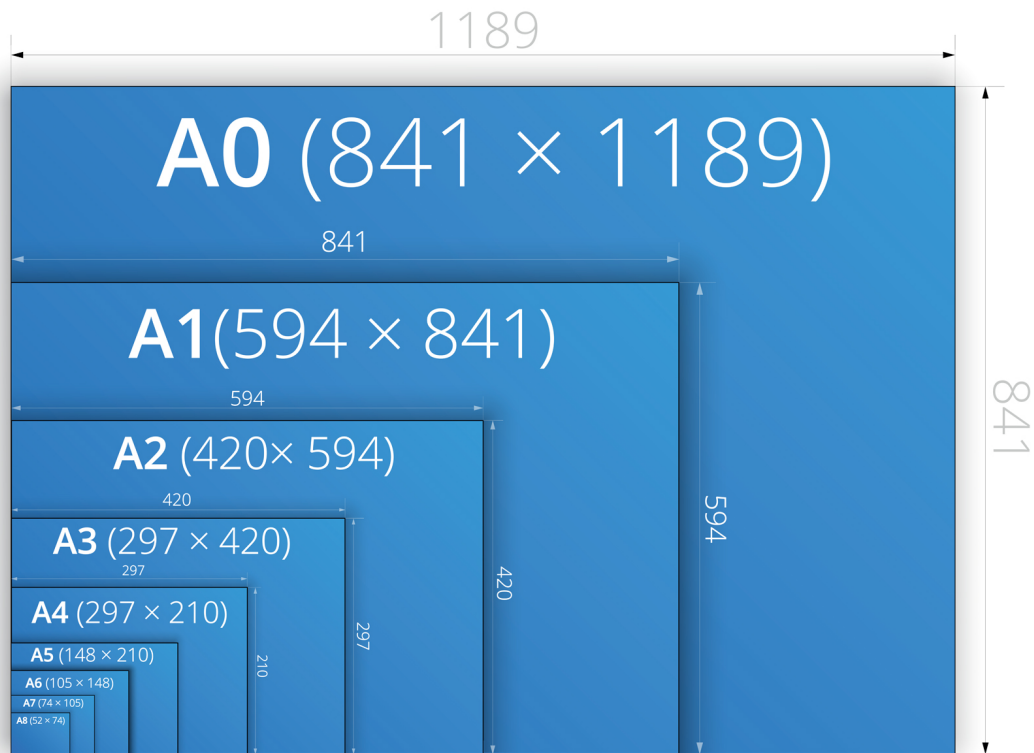 1189
A0 (841 × 1189)
841
841
A1(594 × 841)
594
594
A2 (420× 594)
420
420
A3 (297 × 420)
297
297
A4 (297 × 210)
210
A5 (148 × 210)
A6 (105 × 148)
A7 (74 × 105)
A8 (52 × 74)